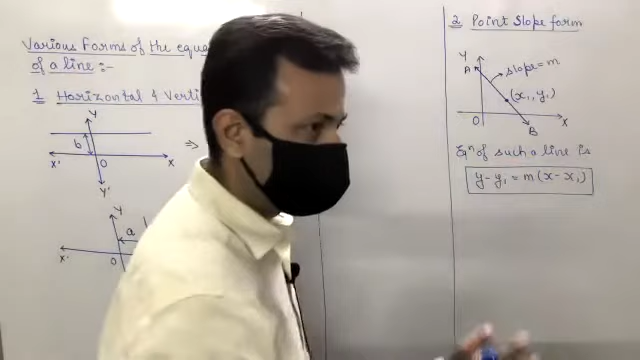 Various Forms of the equa
of a line :-
1 Horizontal & Verti
Y
b
X' O X
Y'
⇒
Y
a
X' O
2. Point Slope form
Y
A slope = m
(x₁, y₁)
O X
B
Eqⁿ of such a line is
y - y₁ = m(x - x₁)